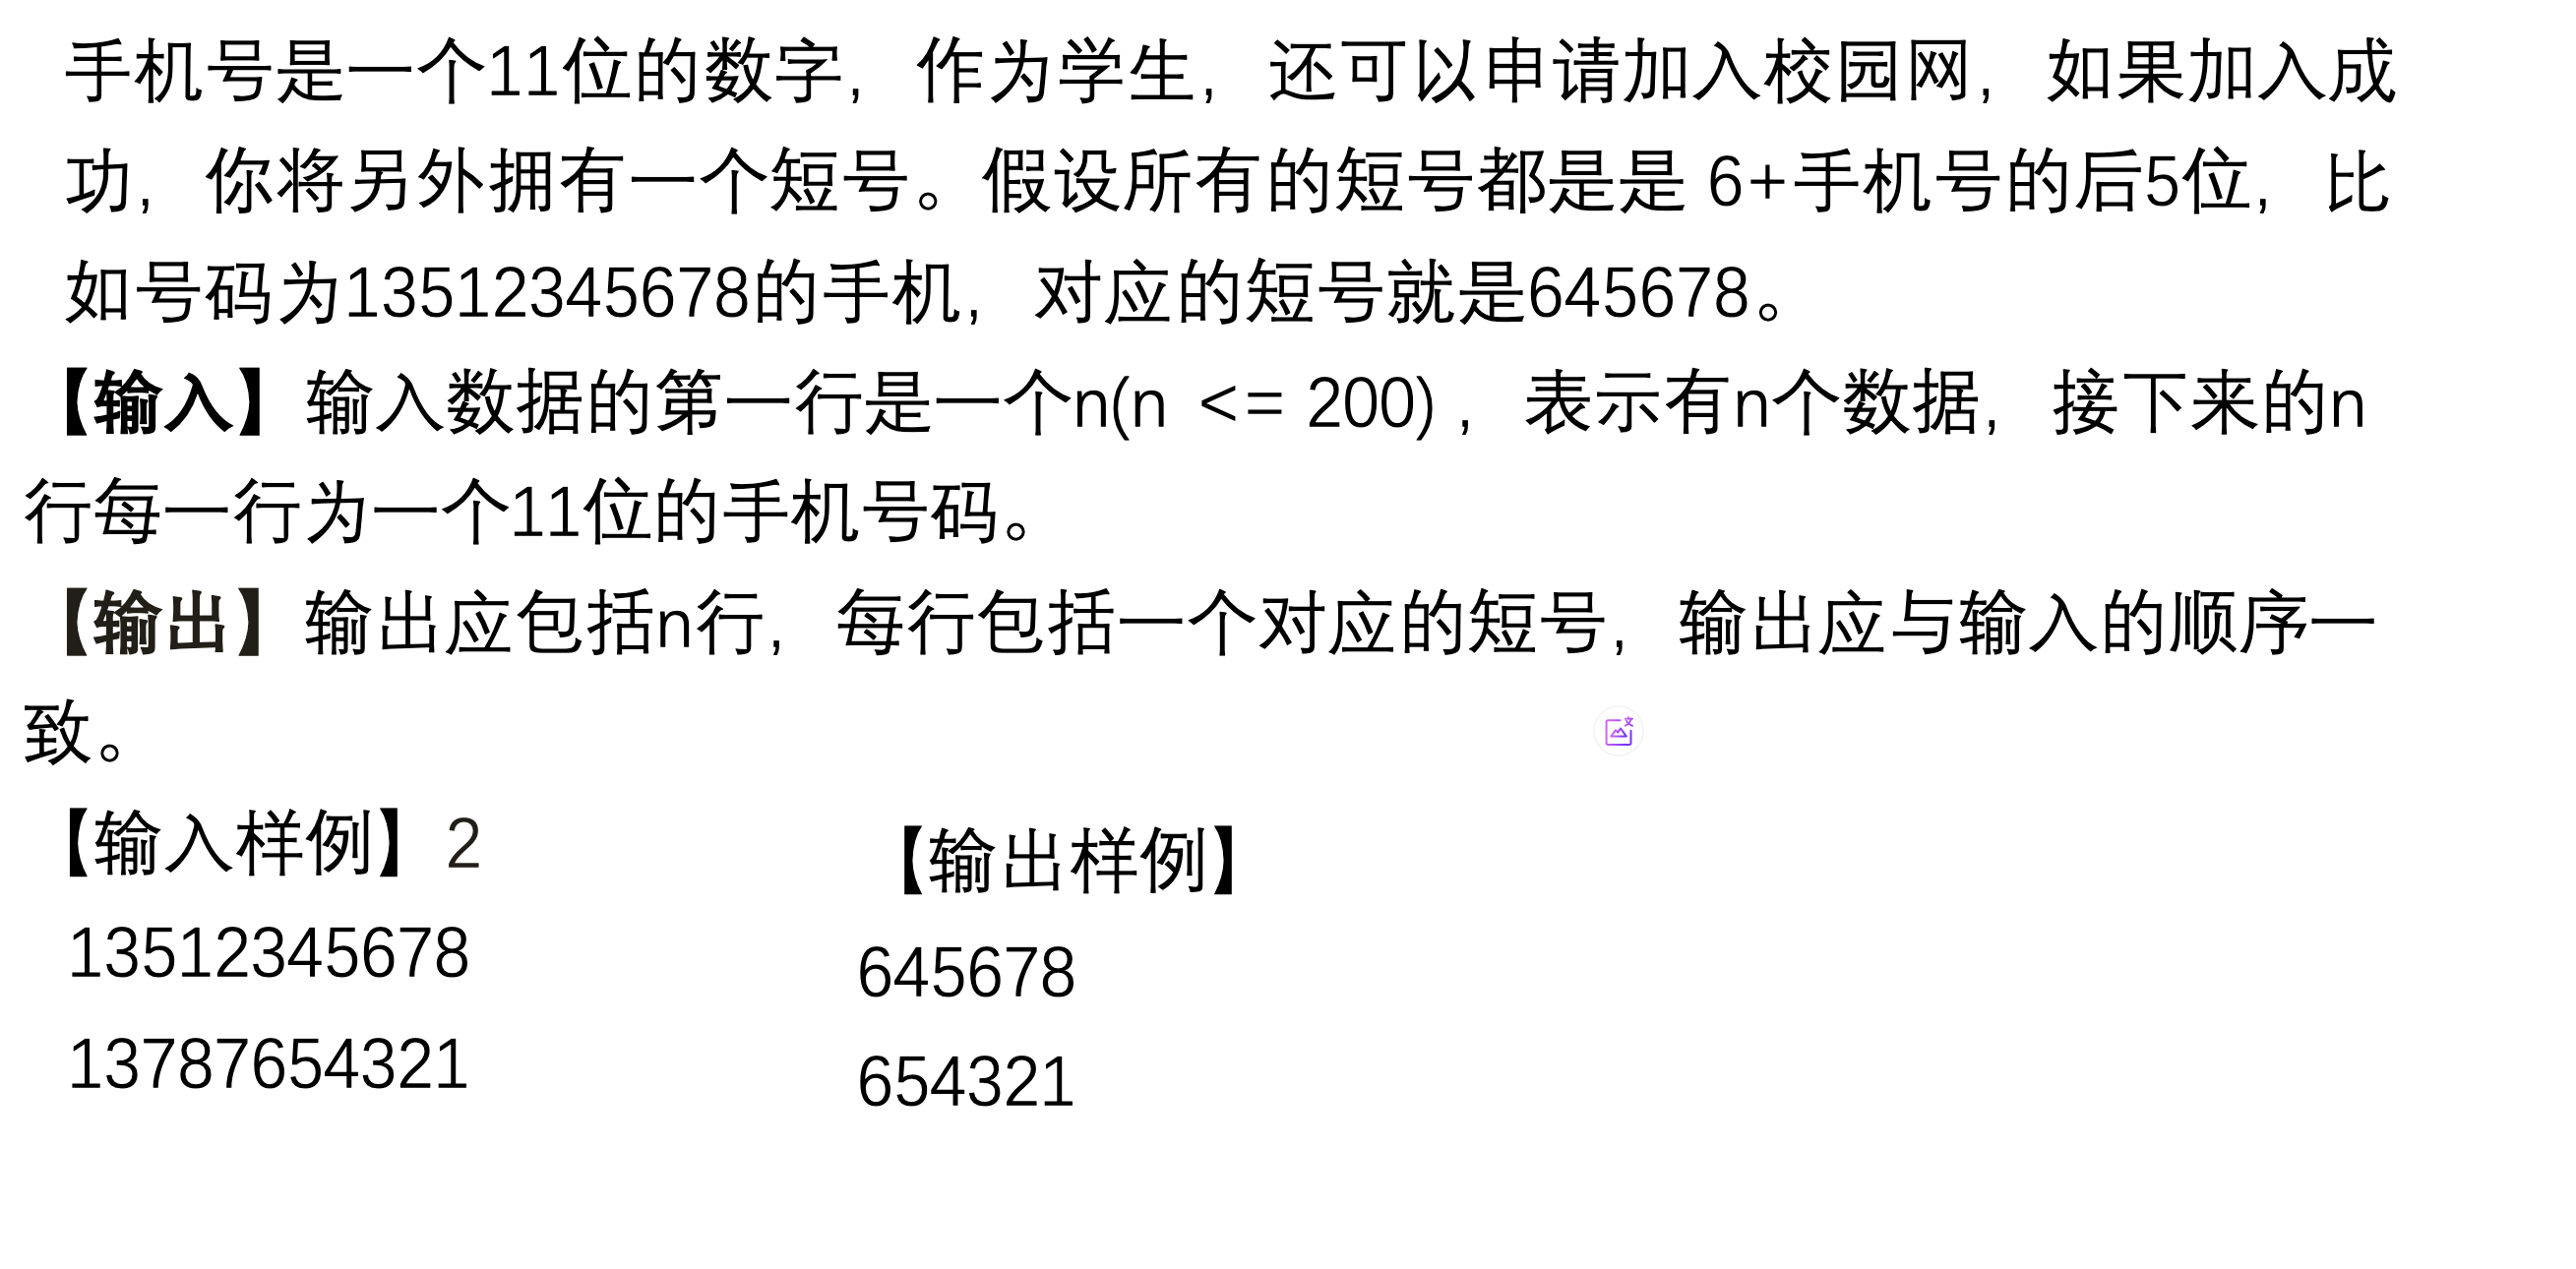 手机号是一个11位的数字，作为学生，还可以申请加入校园网，如果加入成
功，你将另外拥有一个短号。假设所有的短号都是是 6+手机号的后5位，比
如号码为13512345678的手机，对应的短号就是645678。
【输入】输入数据的第一行是一个n(n <= 200) ，表示有n个数据，接下来的n
行每一行为一个11位的手机号码。
【输出】输出应包括n行，每行包括一个对应的短号，输出应与输入的顺序一
致。
【输入样例】2
13512345678
13787654321
【输出样例】
645678
654321